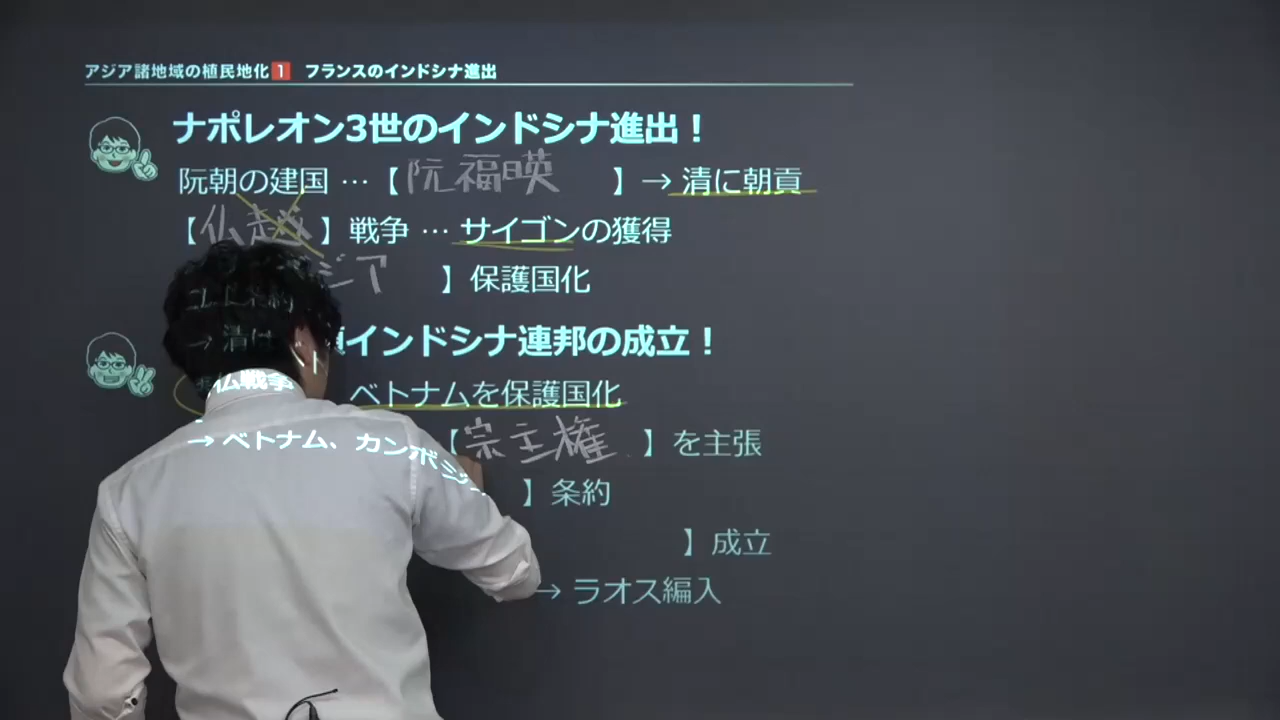 アジア諸地域の植民地化1 フランスのインドシナ進出
ナポレオン3世のインドシナ進出！
阮朝の建国 …【阮福暎】→ 清に朝貢
【仏越】戦争 … サイゴンの獲得
ジア】保護国化
インドシナ連邦の成立！
仏戦争 ベトナムを保護国化
→ 清は【宗主権】を主張
】条約
→ ベトナム、カンボジ
】成立
→ ラオス編入